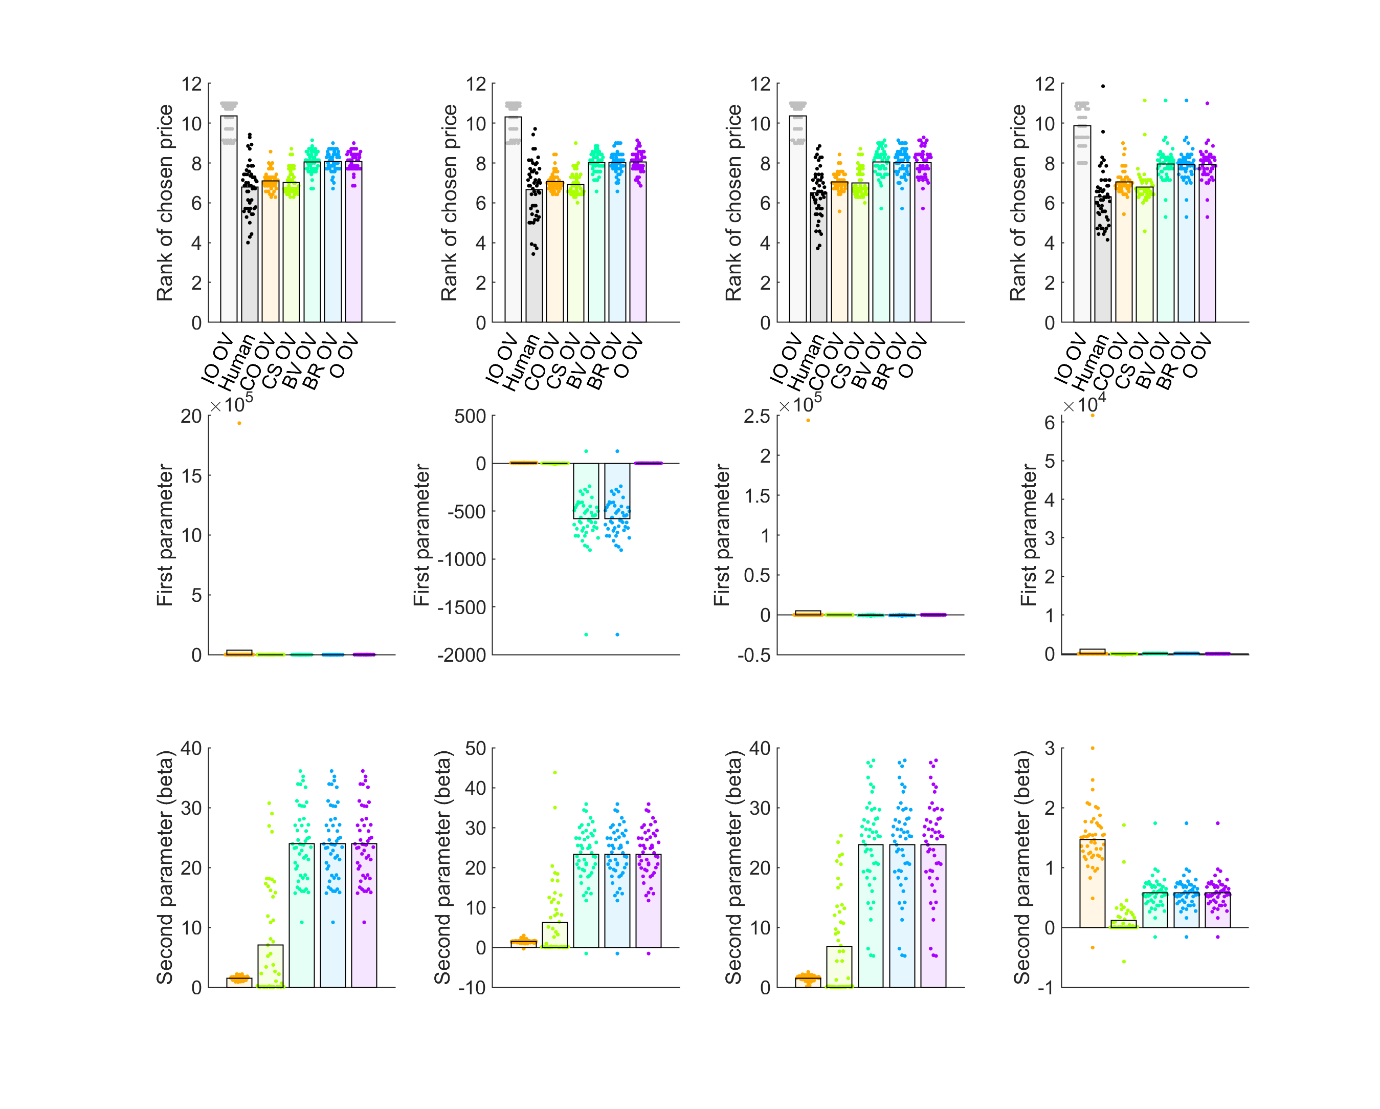 12
10
8
6
4
2
0
Rank of chosen price
IO OV
Human
CO OV
CS OV
BV OV
BR OV
O OV
12
10
8
6
4
2
0
Rank of chosen price
IO OV
Human
CO OV
CS OV
BV OV
BR OV
O OV
12
10
8
6
4
2
0
Rank of chosen price
IO OV
Human
CO OV
CS OV
BV OV
BR OV
O OV
12
10
8
6
4
2
0
Rank of chosen price
IO OV
Human
CO OV
CS OV
BV OV
BR OV
O OV
×10⁵
20
15
10
5
0
First parameter
500
0
-500
-1000
-1500
-2000
First parameter
×10⁵
2.5
2
1.5
1
0.5
0
-0.5
First parameter
×10⁴
6
5
4
3
2
1
0
First parameter
40
30
20
10
0
Second parameter (beta)
50
40
30
20
10
0
-10
Second parameter (beta)
40
30
20
10
0
Second parameter (beta)
3
2
1
0
-1
Second parameter (beta)